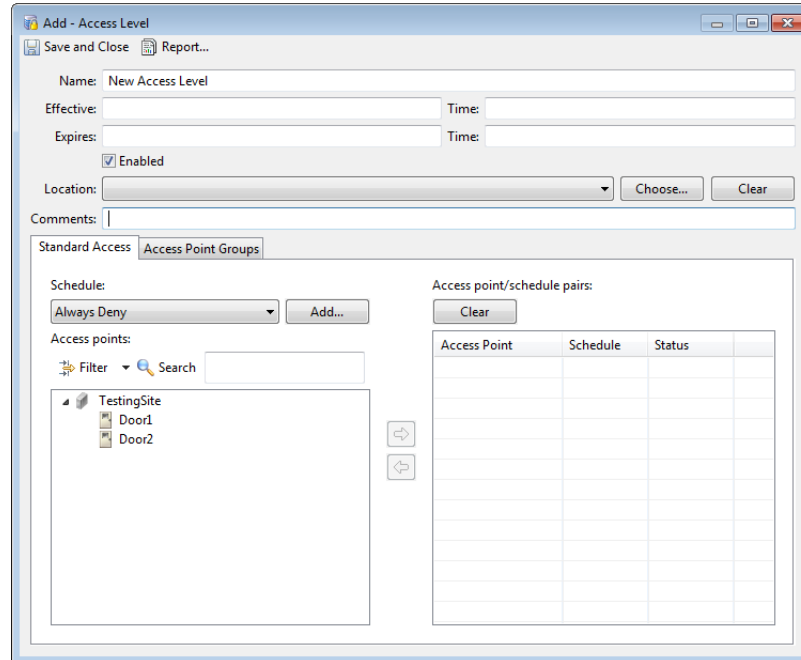 Add - Access Level
Save and Close Report...
Name: New Access Level
Effective: Time:
Expires: Time:
Enabled
Location: Choose... Clear
Comments:
Standard Access Access Point Groups
Schedule: Access point/schedule pairs:
Always Deny Add... Clear
Access points:
Access Point Schedule Status
Filter Search
TestingSite
Door1
Door2